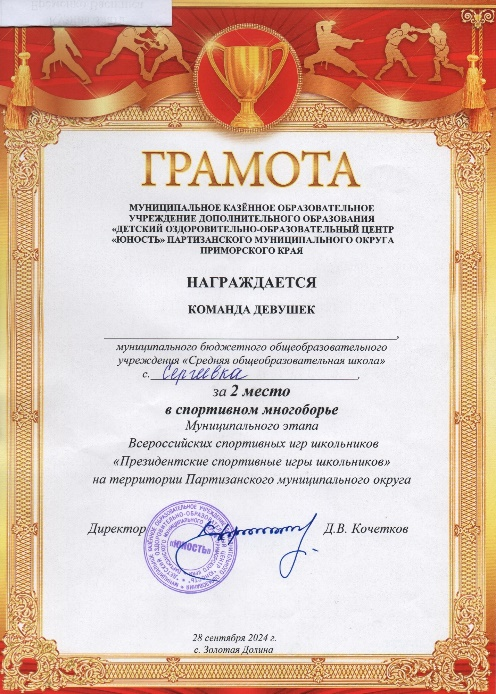 ГРАМОТА
МУНИЦИПАЛЬНОЕ КАЗЁННОЕ ОБРАЗОВАТЕЛЬНОЕ
УЧРЕЖДЕНИЕ ДОПОЛНИТЕЛЬНОГО ОБРАЗОВАНИЯ
«ДЕТСКИЙ ОЗДОРОВИТЕЛЬНО-ОБРАЗОВАТЕЛЬНЫЙ ЦЕНТР
«ЮНОСТЬ» ПАРТИЗАНСКОГО МУНИЦИПАЛЬНОГО ОКРУГА
ПРИМОРСКОГО КРАЯ
НАГРАЖДАЕТСЯ
КОМАНДА ДЕВУШЕК
муниципального бюджетного общеобразовательного
учреждения «Средняя общеобразовательная школа»
с. Сергеевка,
за 2 место
в спортивном многоборье
Муниципального этапа
Всероссийских спортивных игр школьников
«Президентские спортивные игры школьников»
на территории Партизанского муниципального округа
Директор Д.В. Кочетков
«ЮНОСТЬ»
28 сентября 2024 г.
с. Золотая Долина